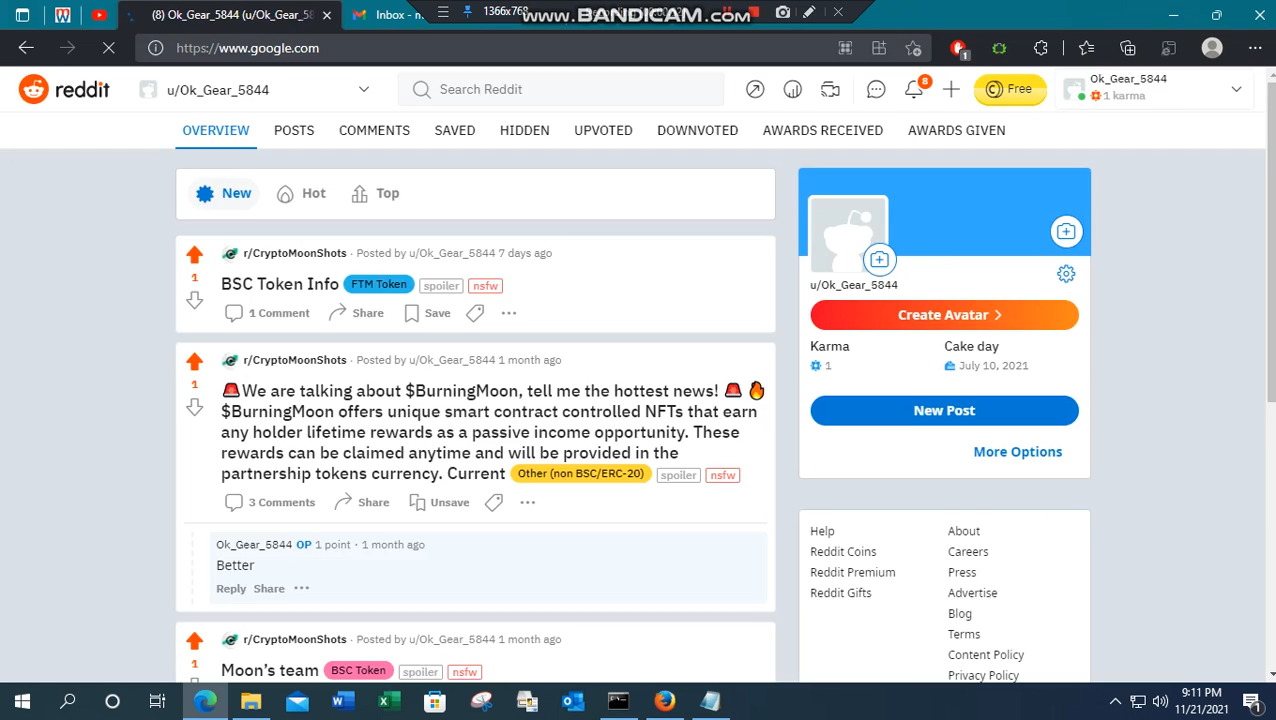 (8) Ok_Gear_5844 (u/Ok_Gear_58
Inbox - n
1366x768
www.BANDICAM.com
https://www.google.com
1
reddit
u/Ok_Gear_5844
Search Reddit
8
Free
Ok_Gear_5844
1 karma
OVERVIEW
POSTS
COMMENTS
SAVED
HIDDEN
UPVOTED
DOWNVOTED
AWARDS RECEIVED
AWARDS GIVEN
New
Hot
Top
r/CryptoMoonShots · Posted by u/Ok_Gear_5844 7 days ago
1
BSC Token Info FTM Token spoiler nsfw
1 Comment Share Save
r/CryptoMoonShots · Posted by u/Ok_Gear_5844 1 month ago
1
🚨We are talking about $BurningMoon, tell me the hottest news! 🚨 🔥
$BurningMoon offers unique smart contract controlled NFTs that earn
any holder lifetime rewards as a passive income opportunity. These
rewards can be claimed anytime and will be provided in the
partnership tokens currency. Current Other (non BSC/ERC-20) spoiler nsfw
3 Comments Share Unsave
Ok_Gear_5844 OP 1 point · 1 month ago
Better
Reply Share
r/CryptoMoonShots · Posted by u/Ok_Gear_5844 1 month ago
1
Moon's team BSC Token spoiler nsfw
u/Ok_Gear_5844
Create Avatar
Karma
Cake day
1
July 10, 2021
New Post
More Options
Help
About
Reddit Coins
Careers
Reddit Premium
Press
Reddit Gifts
Advertise
Blog
Terms
Content Policy
Privacy Policy
9:11 PM
11/21/2021
1